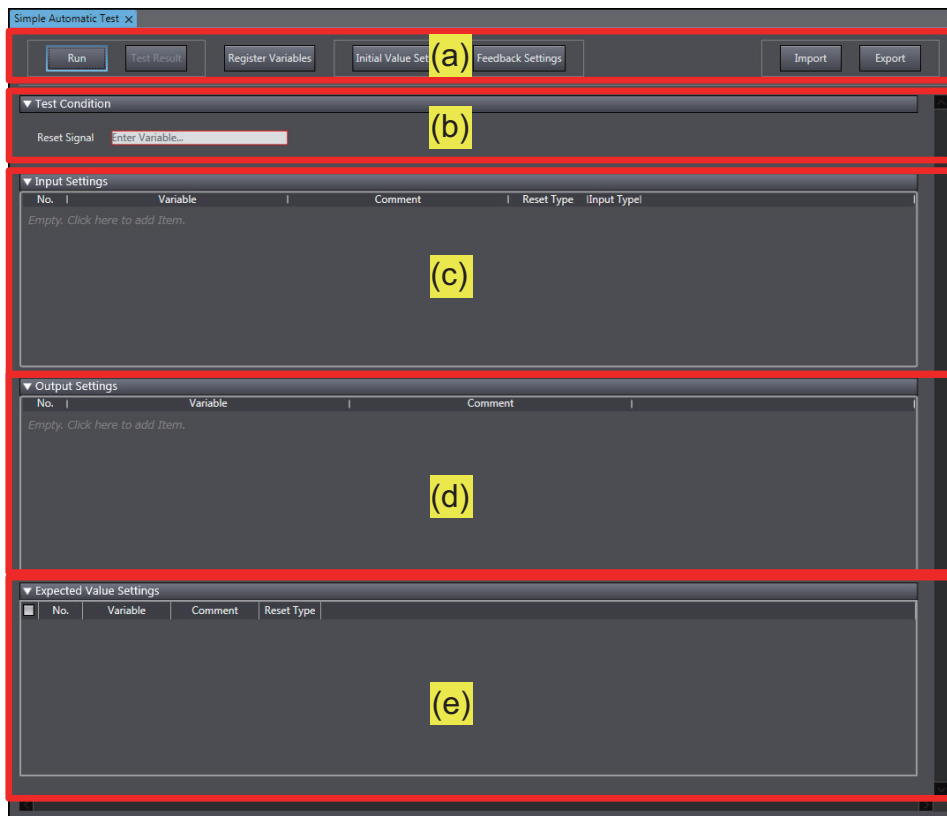 Simple Automatic Test
(a)
Run Test Result Register Variables Initial Value Set Feedback Settings Import Export
Test Condition
(b)
Reset Signal Enter Variable...
Input Settings
No. Variable Comment Reset Type Input Type
Empty. Click here to add Item.
(c)
Output Settings
No. Variable Comment
Empty. Click here to add Item.
(d)
Expected Value Settings
No. Variable Comment Reset Type
(e)